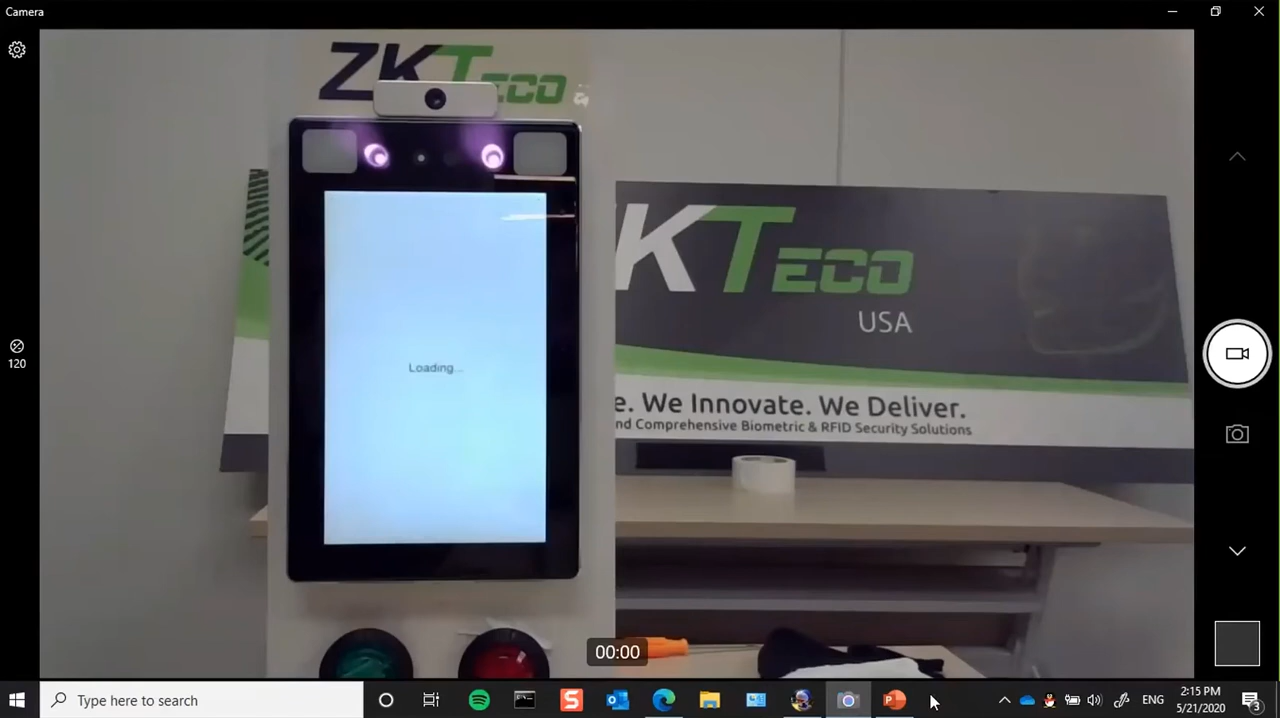 Camera
ZKTECO
120
KTECO
USA
Loading...
e. We Innovate. We Deliver.
nd Comprehensive Biometric & RFID Security Solutions
00:00
Type here to search
S
ENG
2:15 PM
5/21/2020
3